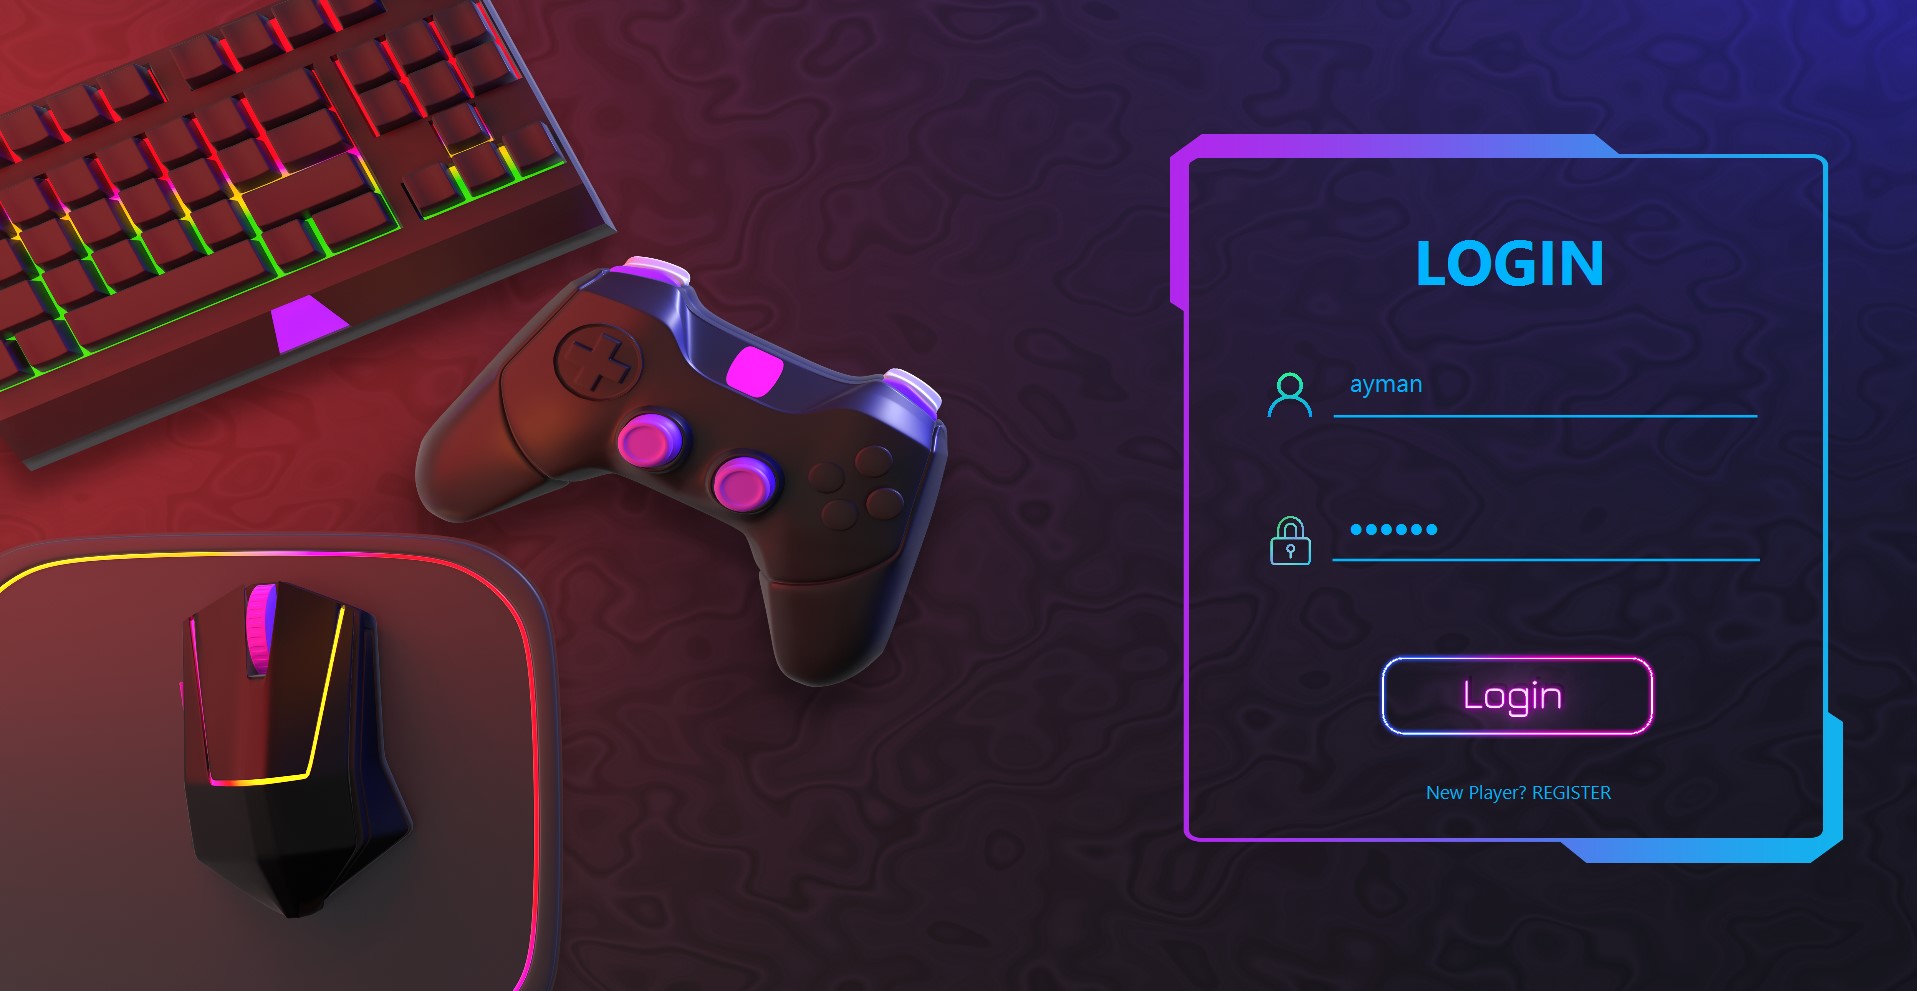 LOGIN
ayman
••••••
Login
New Player? REGISTER